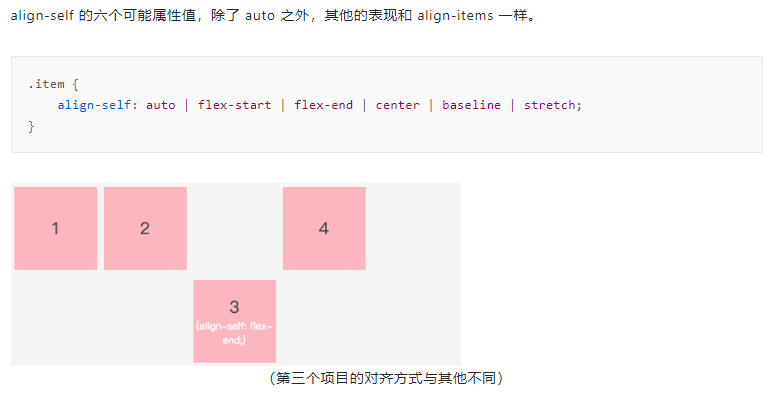 align-self 的六个可能属性值，除了 auto 之外，其他的表现和 align-items 一样。
.item {
    align-self: auto | flex-start | flex-end | center | baseline | stretch;
}
1 2 4
3
{align-self: flex-
end;}
（第三个项目的对齐方式与其他不同）